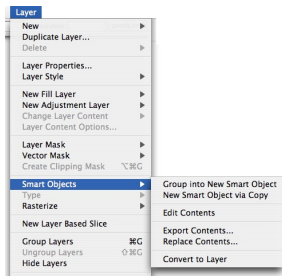 Layer
New
Duplicate Layer...
Delete
Layer Properties...
Layer Style
New Fill Layer
New Adjustment Layer
Change Layer Content
Layer Content Options...
Layer Mask
Vector Mask
Create Clipping Mask ⌥⌘G
Smart Objects
Type
Rasterize
New Layer Based Slice
Group Layers ⌘G
Ungroup Layers ⇧⌘G
Hide Layers
Group into New Smart Object
New Smart Object via Copy
Edit Contents
Export Contents...
Replace Contents...
Convert to Layer